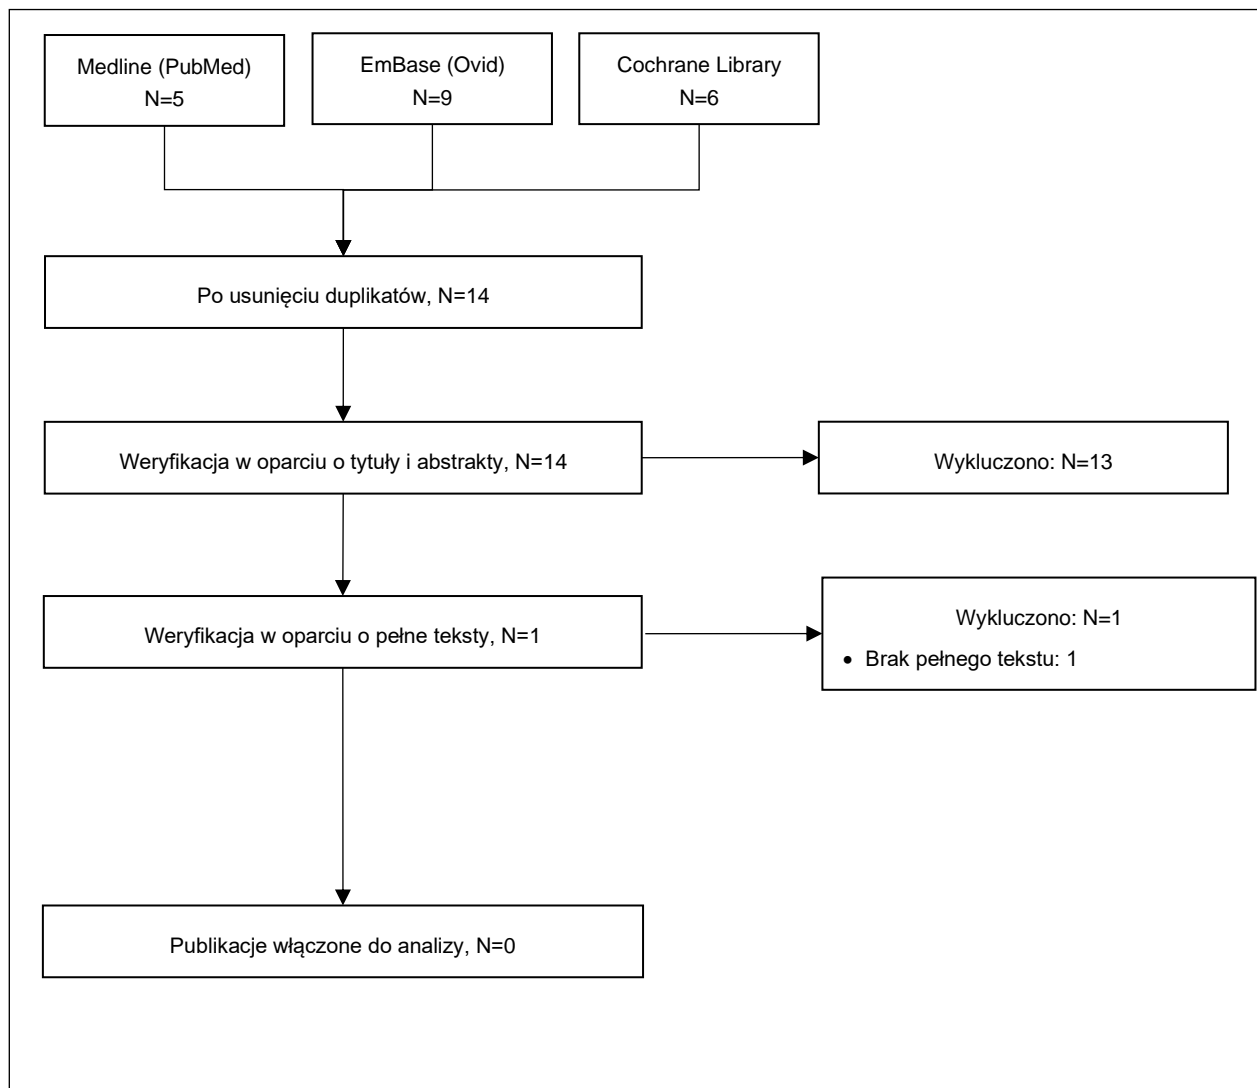 Medline (PubMed)
N=5
EmBase (Ovid)
N=9
Cochrane Library
N=6
Po usunięciu duplikatów, N=14
Weryfikacja w oparciu o tytuły i abstrakty, N=14
Wykluczono: N=13
Weryfikacja w oparciu o pełne teksty, N=1
Wykluczono: N=1
• Brak pełnego tekstu: 1
Publikacje włączone do analizy, N=0